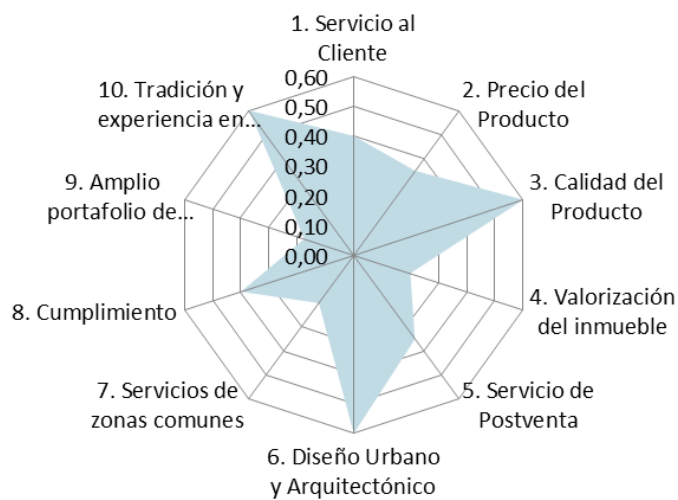 1. Servicio al
Cliente
2. Precio del
Producto
3. Calidad del
Producto
4. Valorización
del inmueble
5. Servicio de
Postventa
6. Diseño Urbano
y Arquitectónico
7. Servicios de
zonas comunes
8. Cumplimiento
9. Amplio
portafolio de...
10. Tradición y
experiencia en...
0,60
0,50
0,40
0,30
0,20
0,10
0,00